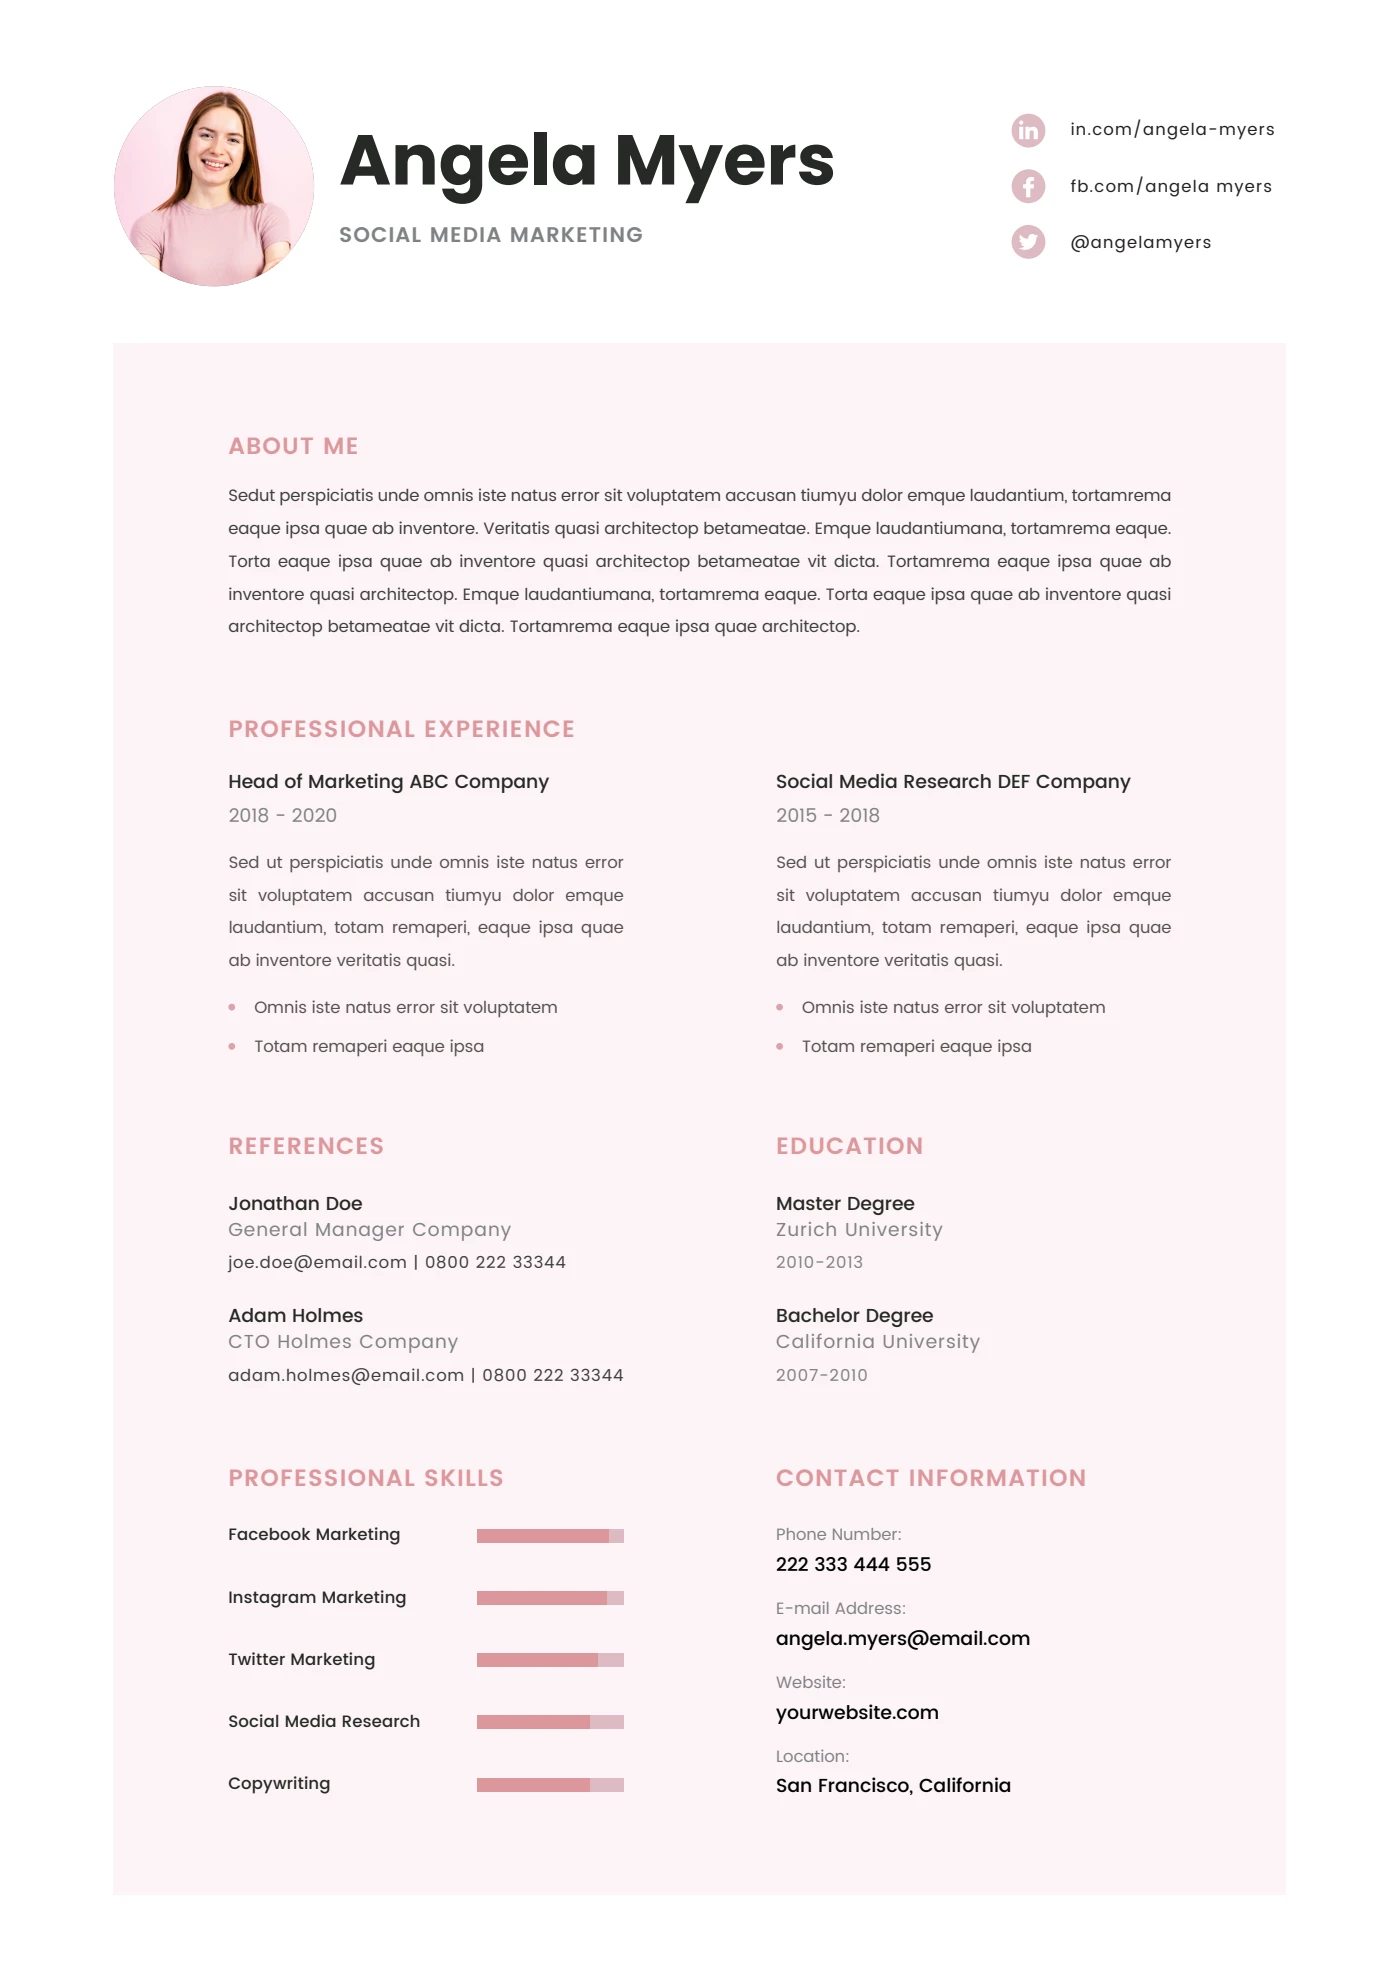 Angela Myers
SOCIAL MEDIA MARKETING
in.com/angela-myers
fb.com/angela myers
@angelamyers
ABOUT ME
Sedut perspiciatis unde omnis iste natus error sit voluptatem accusan tiumyu dolor emque laudantium, tortamrema
eaque ipsa quae ab inventore. Veritatis quasi architectop betameatae. Emque laudantiumana, tortamrema eaque.
Torta eaque ipsa quae ab inventore quasi architectop betameatae vit dicta. Tortamrema eaque ipsa quae ab
inventore quasi architectop. Emque laudantiumana, tortamrema eaque. Torta eaque ipsa quae ab inventore quasi
architectop betameatae vit dicta. Tortamrema eaque ipsa quae architectop.
PROFESSIONAL EXPERIENCE
Head of Marketing ABC Company
2018 - 2020
Sed ut perspiciatis unde omnis iste natus error
sit voluptatem accusan tiumyu dolor emque
laudantium, totam remaperi, eaque ipsa quae
ab inventore veritatis quasi.
• Omnis iste natus error sit voluptatem
• Totam remaperi eaque ipsa
Social Media Research DEF Company
2015 - 2018
Sed ut perspiciatis unde omnis iste natus error
sit voluptatem accusan tiumyu dolor emque
laudantium, totam remaperi, eaque ipsa quae
ab inventore veritatis quasi.
• Omnis iste natus error sit voluptatem
• Totam remaperi eaque ipsa
REFERENCES
Jonathan Doe
General Manager Company
joe.doe@email.com | 0800 222 33344
Adam Holmes
CTO Holmes Company
adam.holmes@email.com | 0800 222 33344
EDUCATION
Master Degree
Zurich University
2010-2013
Bachelor Degree
California University
2007-2010
PROFESSIONAL SKILLS
Facebook Marketing
Instagram Marketing
Twitter Marketing
Social Media Research
Copywriting
CONTACT INFORMATION
Phone Number:
222 333 444 555
E-mail Address:
angela.myers@email.com
Website:
yourwebsite.com
Location:
San Francisco, California